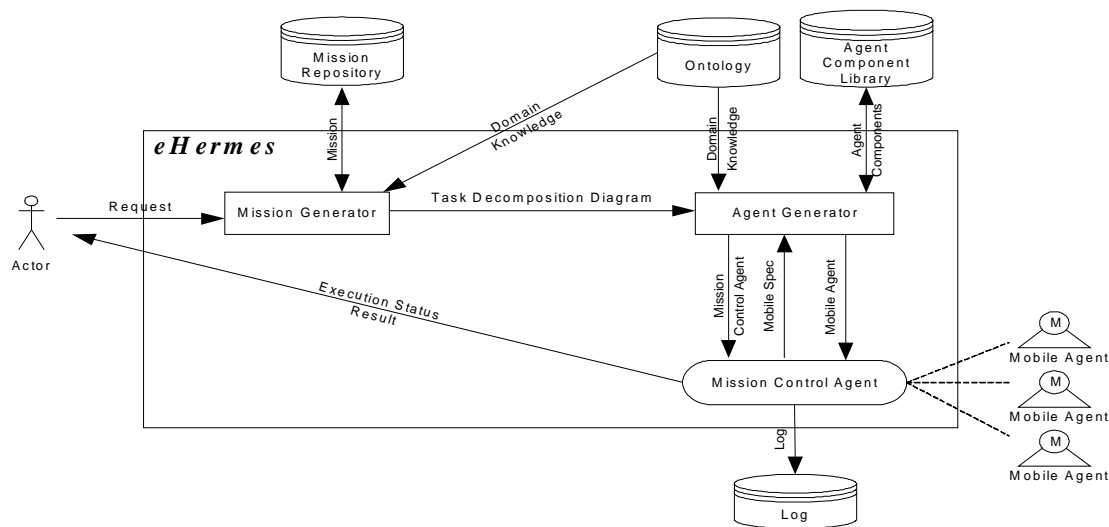 Mission
Repository
Ontology
Agent
Component
Library
eHermes
Mission
Domain
Knowledge
Domain
Knowledge
Agent
Components
Request
Mission Generator
Task Decomposition Diagram
Agent Generator
Actor
Execution Status
Result
Mission
Control Agent
Mobile Spec
Mobile Agent
M
Mobile Agent
Mission Control Agent
M
Mobile Agent
M
Mobile Agent
Log
Log